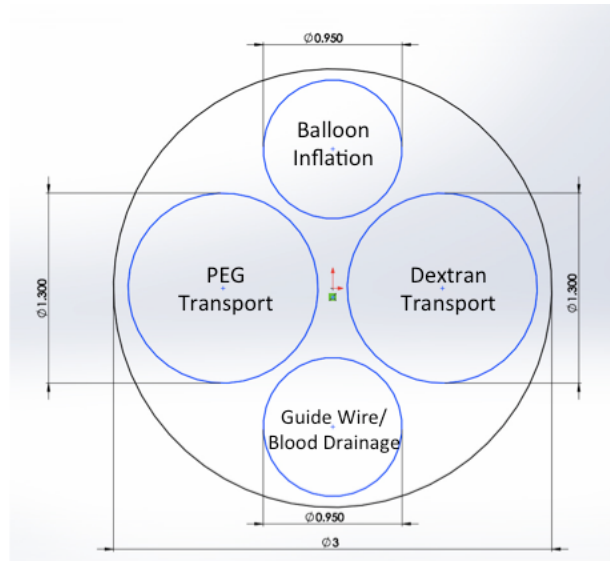 ⌀0.950
Balloon
Inflation
⌀1.300
PEG
Transport
Dextran
Transport
⌀1.300
Guide Wire/
Blood Drainage
⌀0.950
⌀3